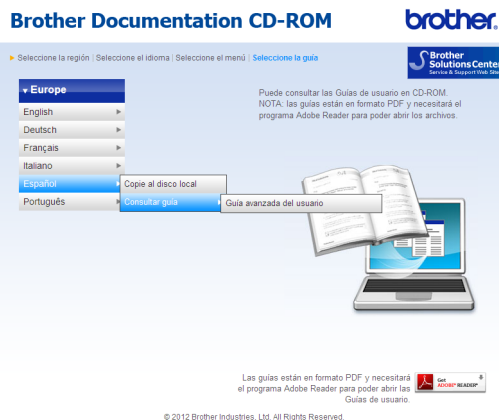 Brother Documentation CD-ROM
brother.
Seleccione la región | Seleccione el idioma | Seleccione el menú | Seleccione la guía
Brother
Solutions Center
Service & Support Web Site
Europe
Puede consultar las Guías de usuario en CD-ROM.
NOTA: las guías están en formato PDF y necesitará el
programa Adobe Reader para poder abrir los archivos.
English
Deutsch
Français
Italiano
Español
Copie al disco local
Português
Consultar guía
Guía avanzada del usuario
Las guías están en formato PDF y necesitará
el programa Adobe Reader para poder abrir las
Guías de usuario.
Get
ADOBE® READER®
© 2012 Brother Industries, Ltd. All Rights Reserved.